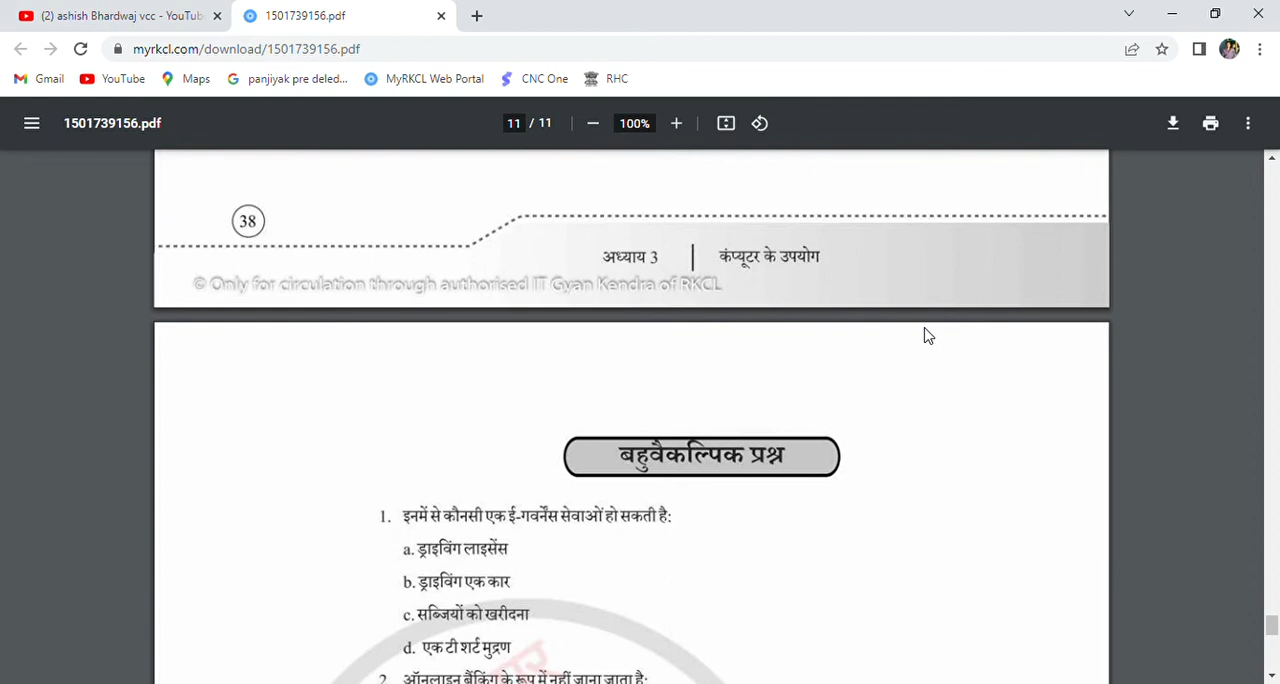 (2) ashish Bhardwaj vcc - YouTub
1501739156.pdf
myrkcl.com/download/1501739156.pdf
Gmail
YouTube
Maps
panjiyak pre deled...
MyRKCL Web Portal
CNC One
RHC
1501739156.pdf
11 / 11
100%
38
अध्याय 3 | कंप्यूटर के उपयोग
© Only for circulation through authorised IT Gyan Kendra of RKCL
बहुवैकल्पिक प्रश्न
1. इनमें से कौनसी एक ई-गवर्नेंस सेवाओं हो सकती है:
a. ड्राइविंग लाइसेंस
b. ड्राइविंग एक कार
c. सब्जियों को खरीदना
d. एक टी शर्ट मुद्रण
2. ऑनलाइन बैंकिंग के रूप में नहीं जाना जाता है: